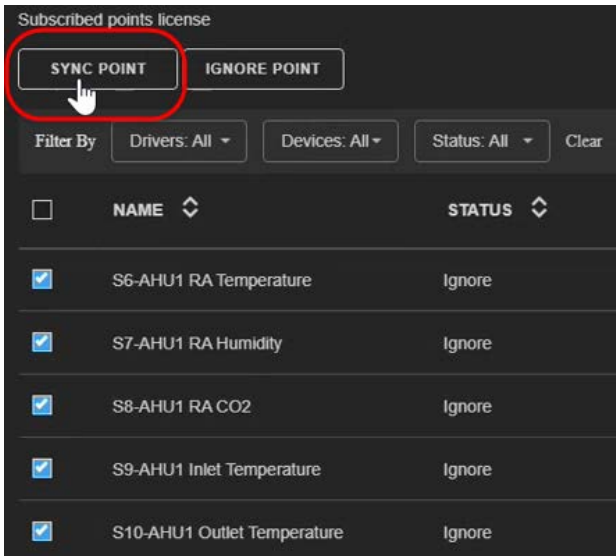 Subscribed points license
SYNC POINT IGNORE POINT
Filter By Drivers: All Devices: All Status: All Clear
NAME STATUS
S6-AHU1 RA Temperature Ignore
S7-AHU1 RA Humidity Ignore
S8-AHU1 RA CO2 Ignore
S9-AHU1 Inlet Temperature Ignore
S10-AHU1 Outlet Temperature Ignore